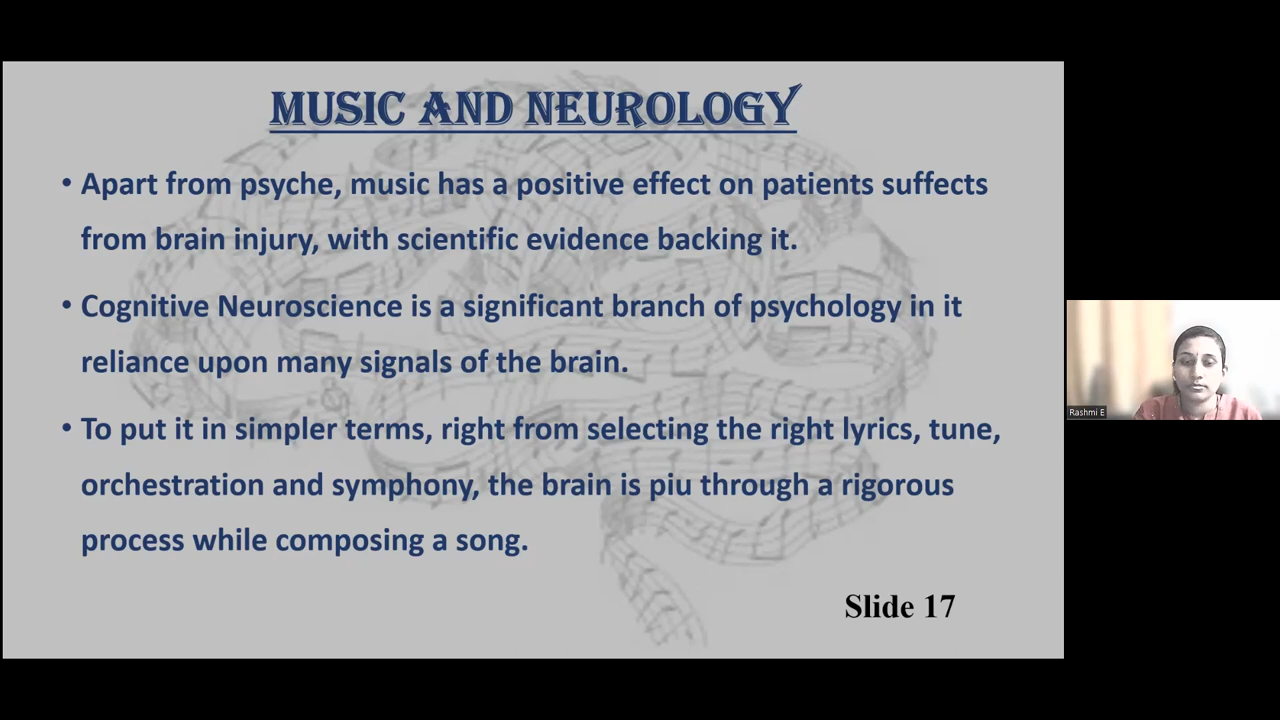 MUSIC AND NEUROLOGY
• Apart from psyche, music has a positive effect on patients suffects
from brain injury, with scientific evidence backing it.
• Cognitive Neuroscience is a significant branch of psychology in it
reliance upon many signals of the brain.
• To put it in simpler terms, right from selecting the right lyrics, tune,
orchestration and symphony, the brain is piu through a rigorous
process while composing a song.
Slide 17
Rashmi E